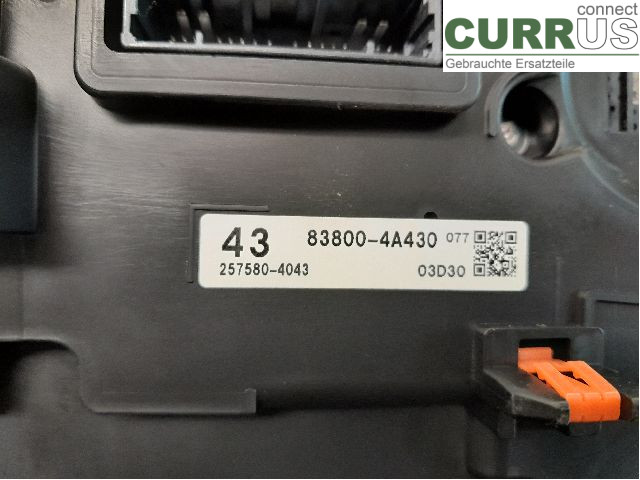 connect
CURRUS
Gebrauchte Ersatzteile
43 83800-4A430 077
257580-4043 03D30